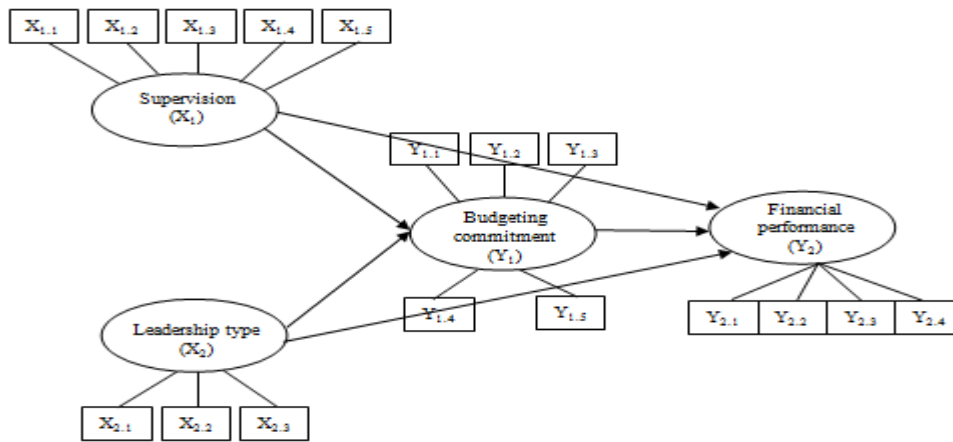 X1.1 X1.2 X1.3 X1.4 X1.5
Supervision
(X1)
Y1.1 Y1.2 Y1.3
Budgeting
commitment
(Y1)
Financial
performance
(Y2)
Y1.4 Y1.5
Y2.1 Y2.2 Y2.3 Y2.4
Leadership type
(X2)
X2.1 X2.2 X2.3